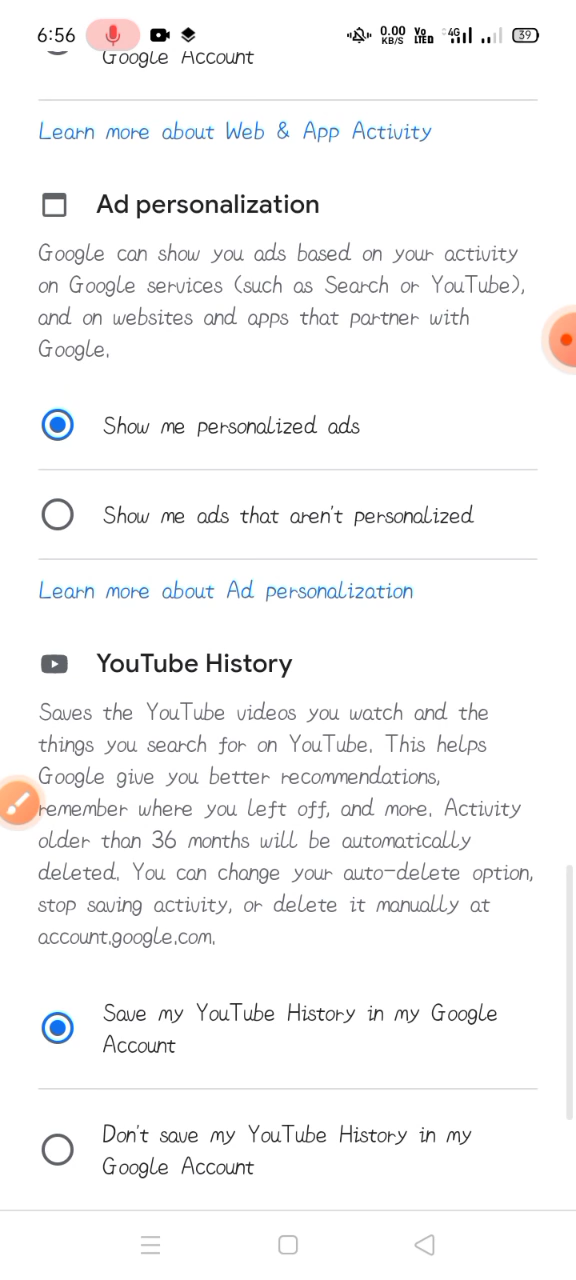 6:56
0.00
KB/S
Vo
LTED
4G
39
Google Account
Learn more about Web & App Activity
Ad personalization
Google can show you ads based on your activity
on Google services (such as Search or YouTube),
and on websites and apps that partner with
Google.
Show me personalized ads
Show me ads that aren't personalized
Learn more about Ad personalization
YouTube History
Saves the YouTube videos you watch and the
things you search for on YouTube. This helps
Google give you better recommendations,
remember where you left off, and more. Activity
older than 36 months will be automatically
deleted. You can change your auto-delete option,
stop saving activity, or delete it manually at
account.google.com.
Save my YouTube History in my Google
Account
Don't save my YouTube History in my
Google Account